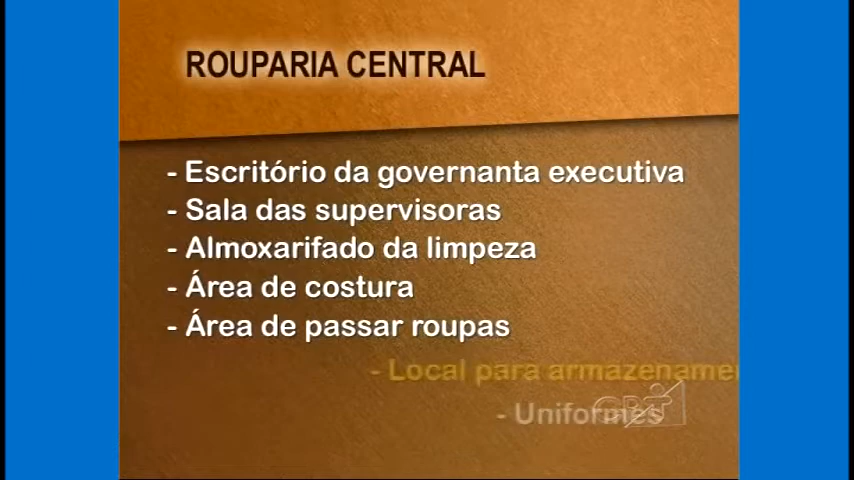 ROUPARIA CENTRAL
- Escritório da governanta executiva
- Sala das supervisoras
- Almoxarifado da limpeza
- Área de costura
- Área de passar roupas
- Local para
- Uniformes
CPT